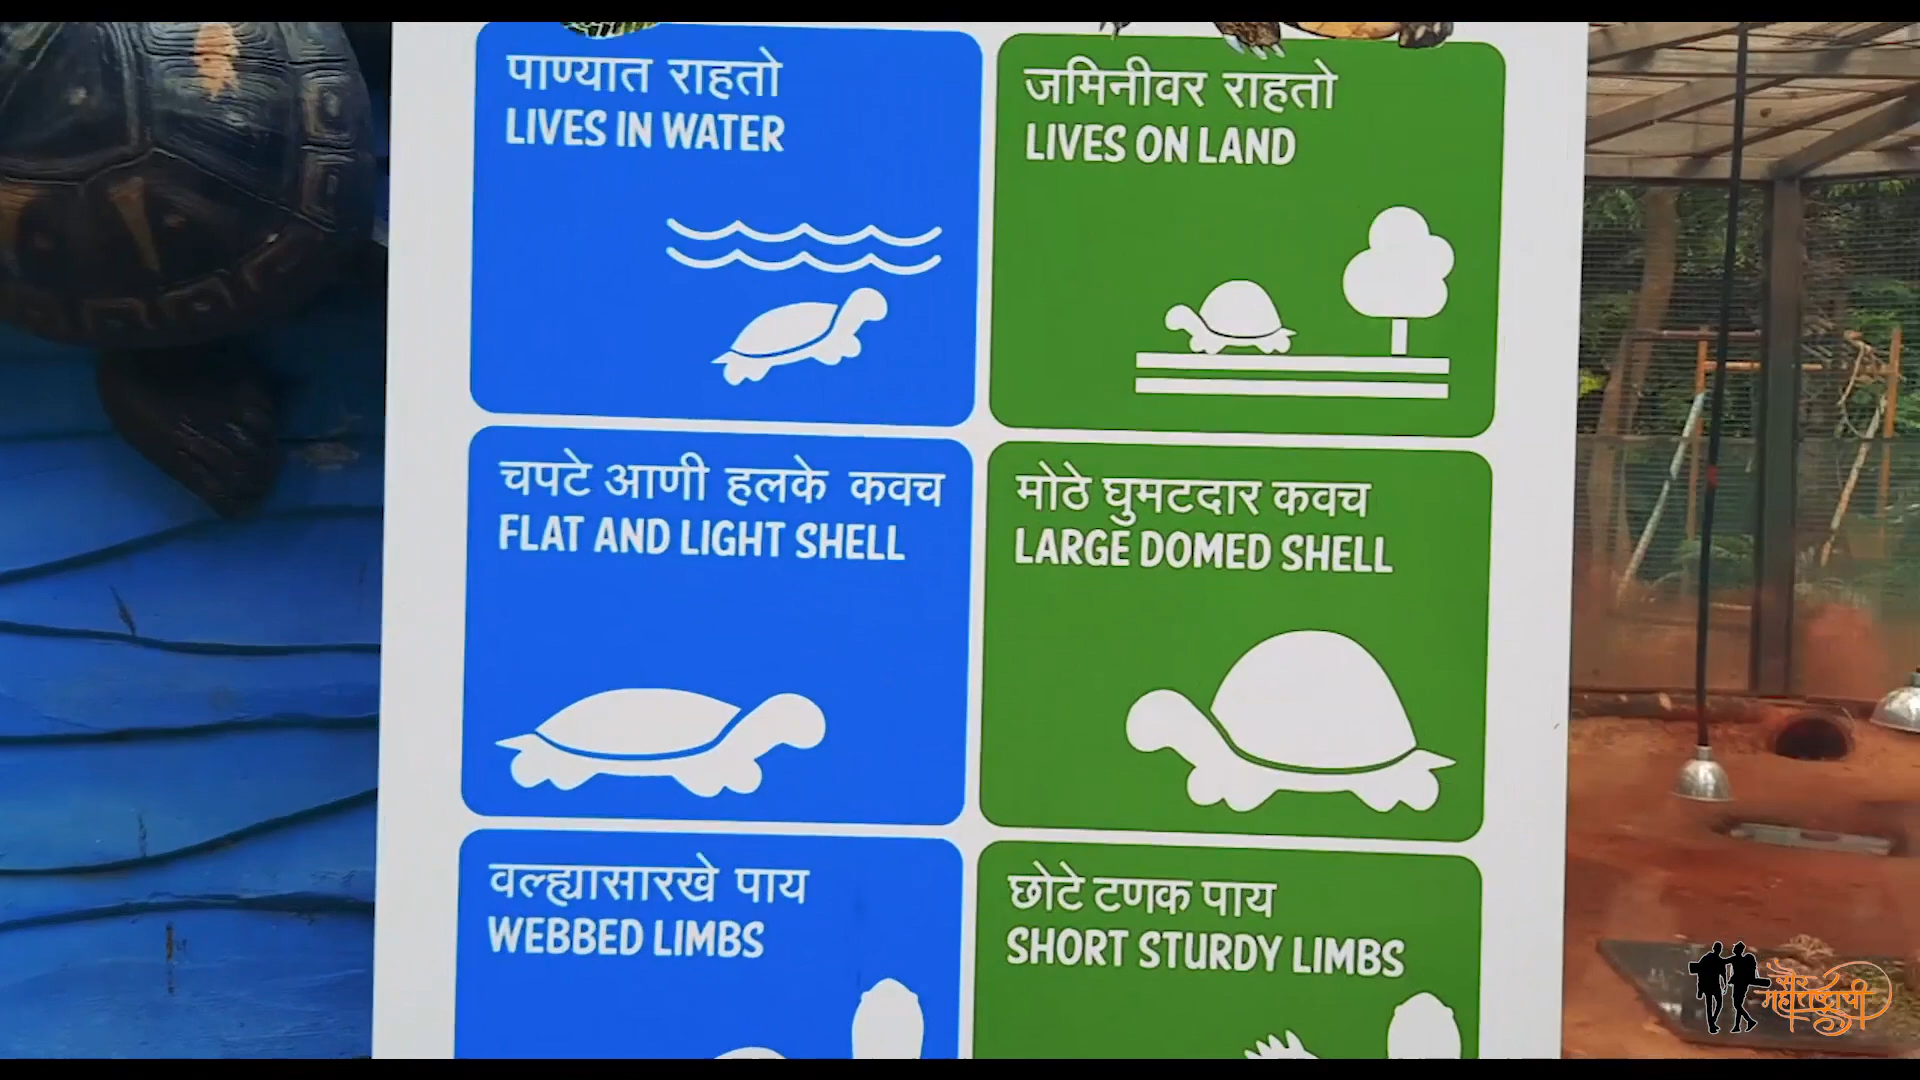 पाण्यात राहतो
LIVES IN WATER
जमिनीवर राहतो
LIVES ON LAND
चपटे आणी हलके कवच
FLAT AND LIGHT SHELL
मोठे घुमटदार कवच
LARGE DOMED SHELL
वल्ह्यासारखे पाय
WEBBED LIMBS
छोटे टणक पाय
SHORT STURDY LIMBS
सैर
महाराष्ट्राची